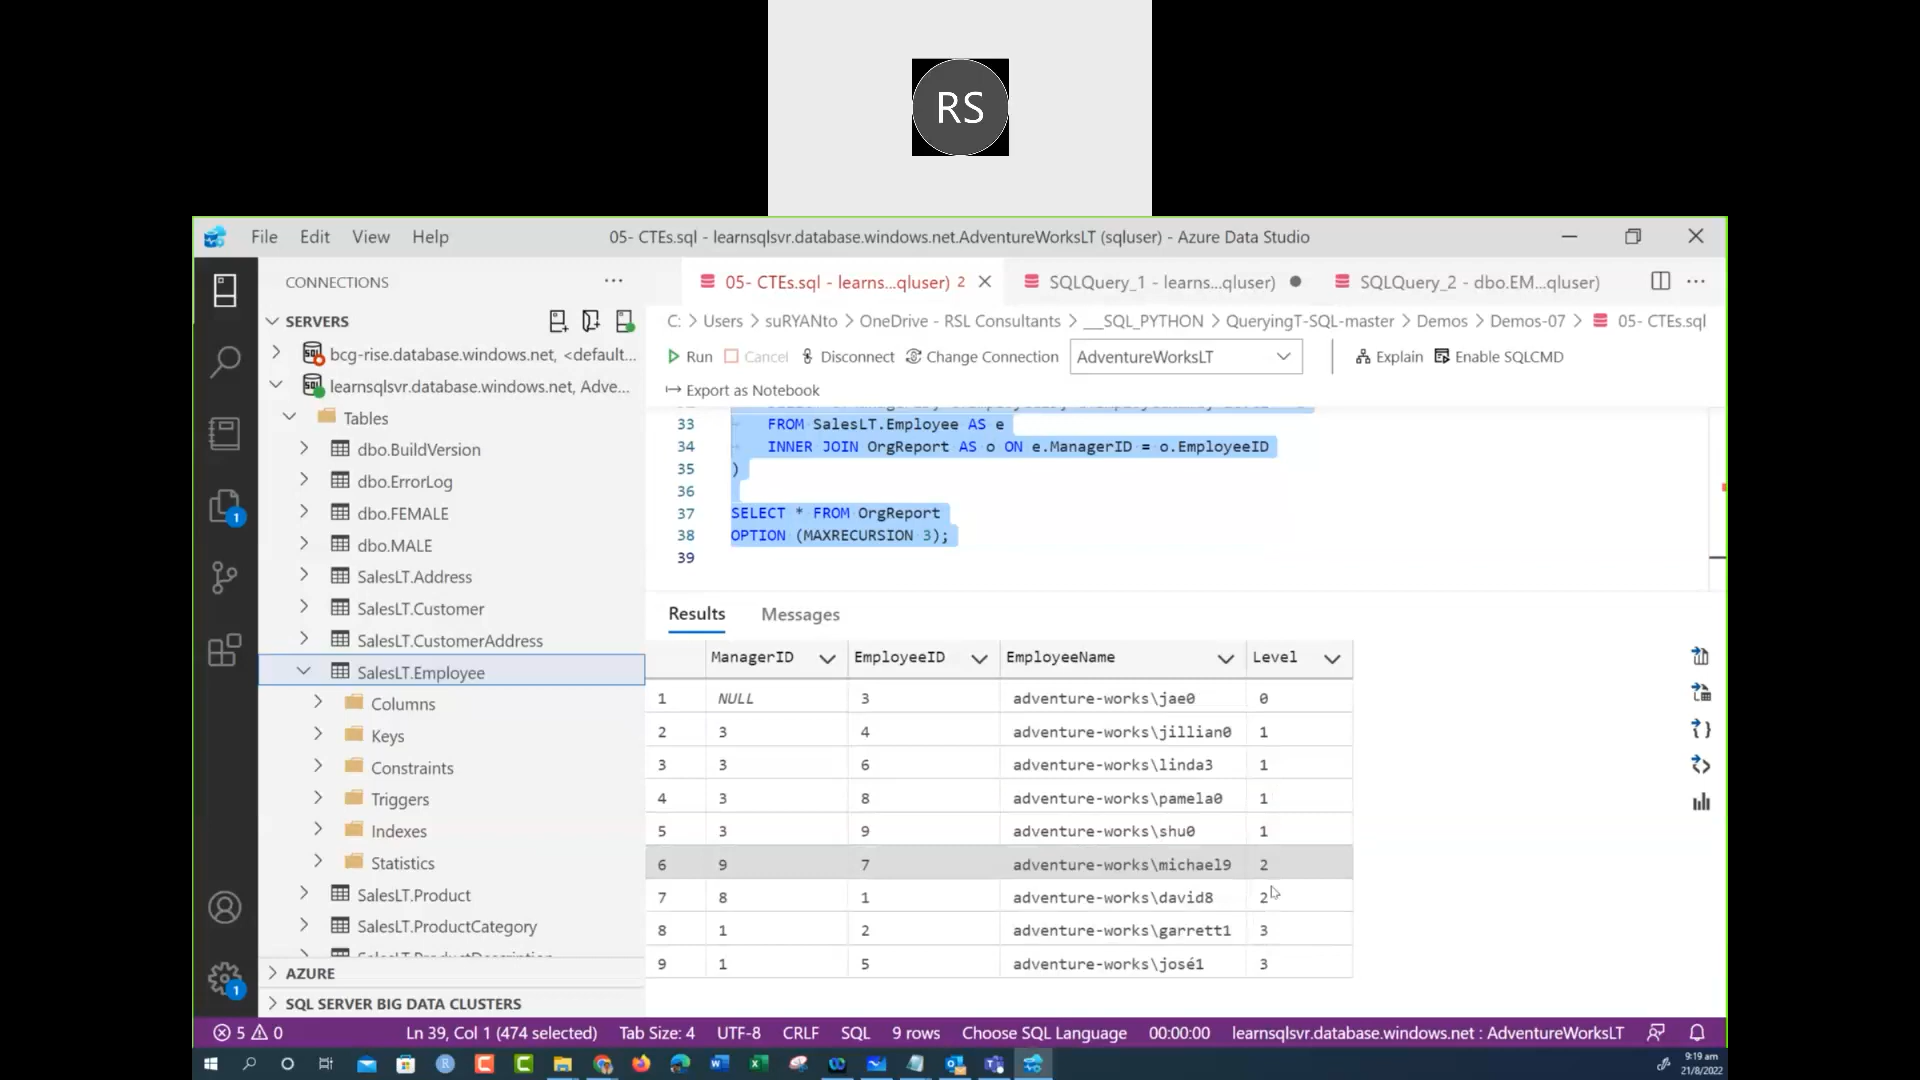 RS
File Edit View Help
05- CTEs.sql - learnsqlsvr.database.windows.net.AdventureWorksLT (sqluser) - Azure Data Studio
CONNECTIONS
05- CTEs.sql - learns...qluser) 2
SQLQuery_1 - learns...qluser)
SQLQuery_2 - dbo.EM...qluser)
SERVERS
C: > Users > suRYANto > OneDrive - RSL Consultants > __SQL_PYTHON > QueryingT-SQL-master > Demos > Demos-07 > 05- CTEs.sql
bcg-rise.database.windows.net, <default...
Run Cancel Disconnect Change Connection AdventureWorksLT Explain Enable SQLCMD
learnsqlsvr.database.windows.net, Adve...
Export as Notebook
Tables
dbo.BuildVersion
dbo.ErrorLog
dbo.FEMALE
dbo.MALE
SalesLT.Address
SalesLT.Customer
SalesLT.CustomerAddress
SalesLT.Employee
Columns
Keys
Constraints
Triggers
Indexes
Statistics
SalesLT.Product
SalesLT.ProductCategory
AZURE
SQL SERVER BIG DATA CLUSTERS
33 FROM SalesLT.Employee AS e
34 INNER JOIN OrgReport AS o ON e.ManagerID = o.EmployeeID
35 )
36
37 SELECT * FROM OrgReport
38 OPTION (MAXRECURSION 3);
39
Results Messages
ManagerID EmployeeID EmployeeName Level
1 NULL 3 adventure-works\jae0 0
2 3 4 adventure-works\jillian0 1
3 3 6 adventure-works\linda3 1
4 3 8 adventure-works\pamela0 1
5 3 9 adventure-works\shu0 1
6 9 7 adventure-works\michael9 2
7 8 1 adventure-works\david8 2
8 1 2 adventure-works\garrett1 3
9 1 5 adventure-works\josé1 3
1
1
5 0 Ln 39, Col 1 (474 selected) Tab Size: 4 UTF-8 CRLF SQL 9 rows Choose SQL Language 00:00:00 learnsqlsvr.database.windows.net : AdventureWorksLT
9:19 am
21/8/2022